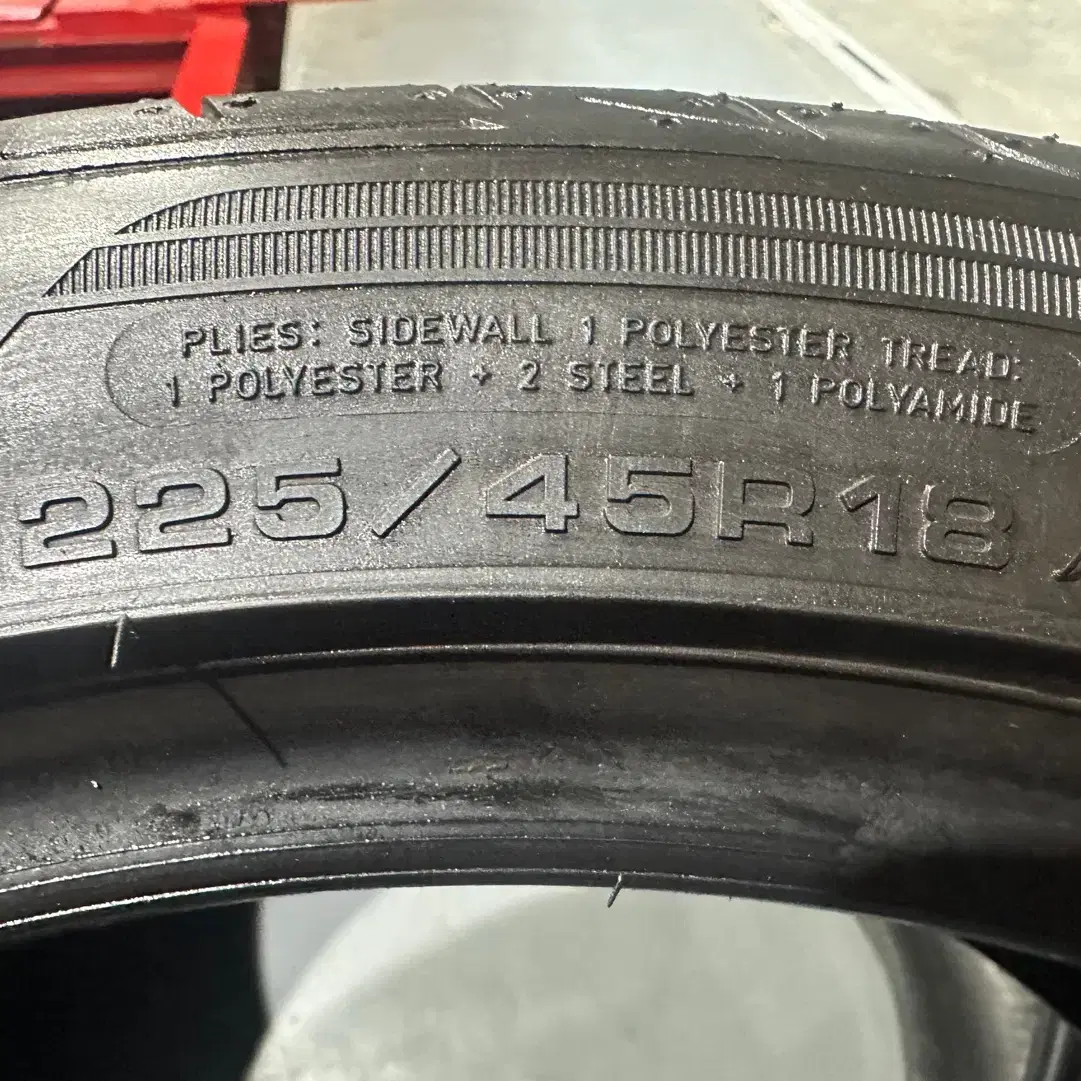 PLIES: SIDEWALL 1 POLYESTER TREAD:
1 POLYESTER + 2 STEEL + 1 POLYAMIDE
225/45R18